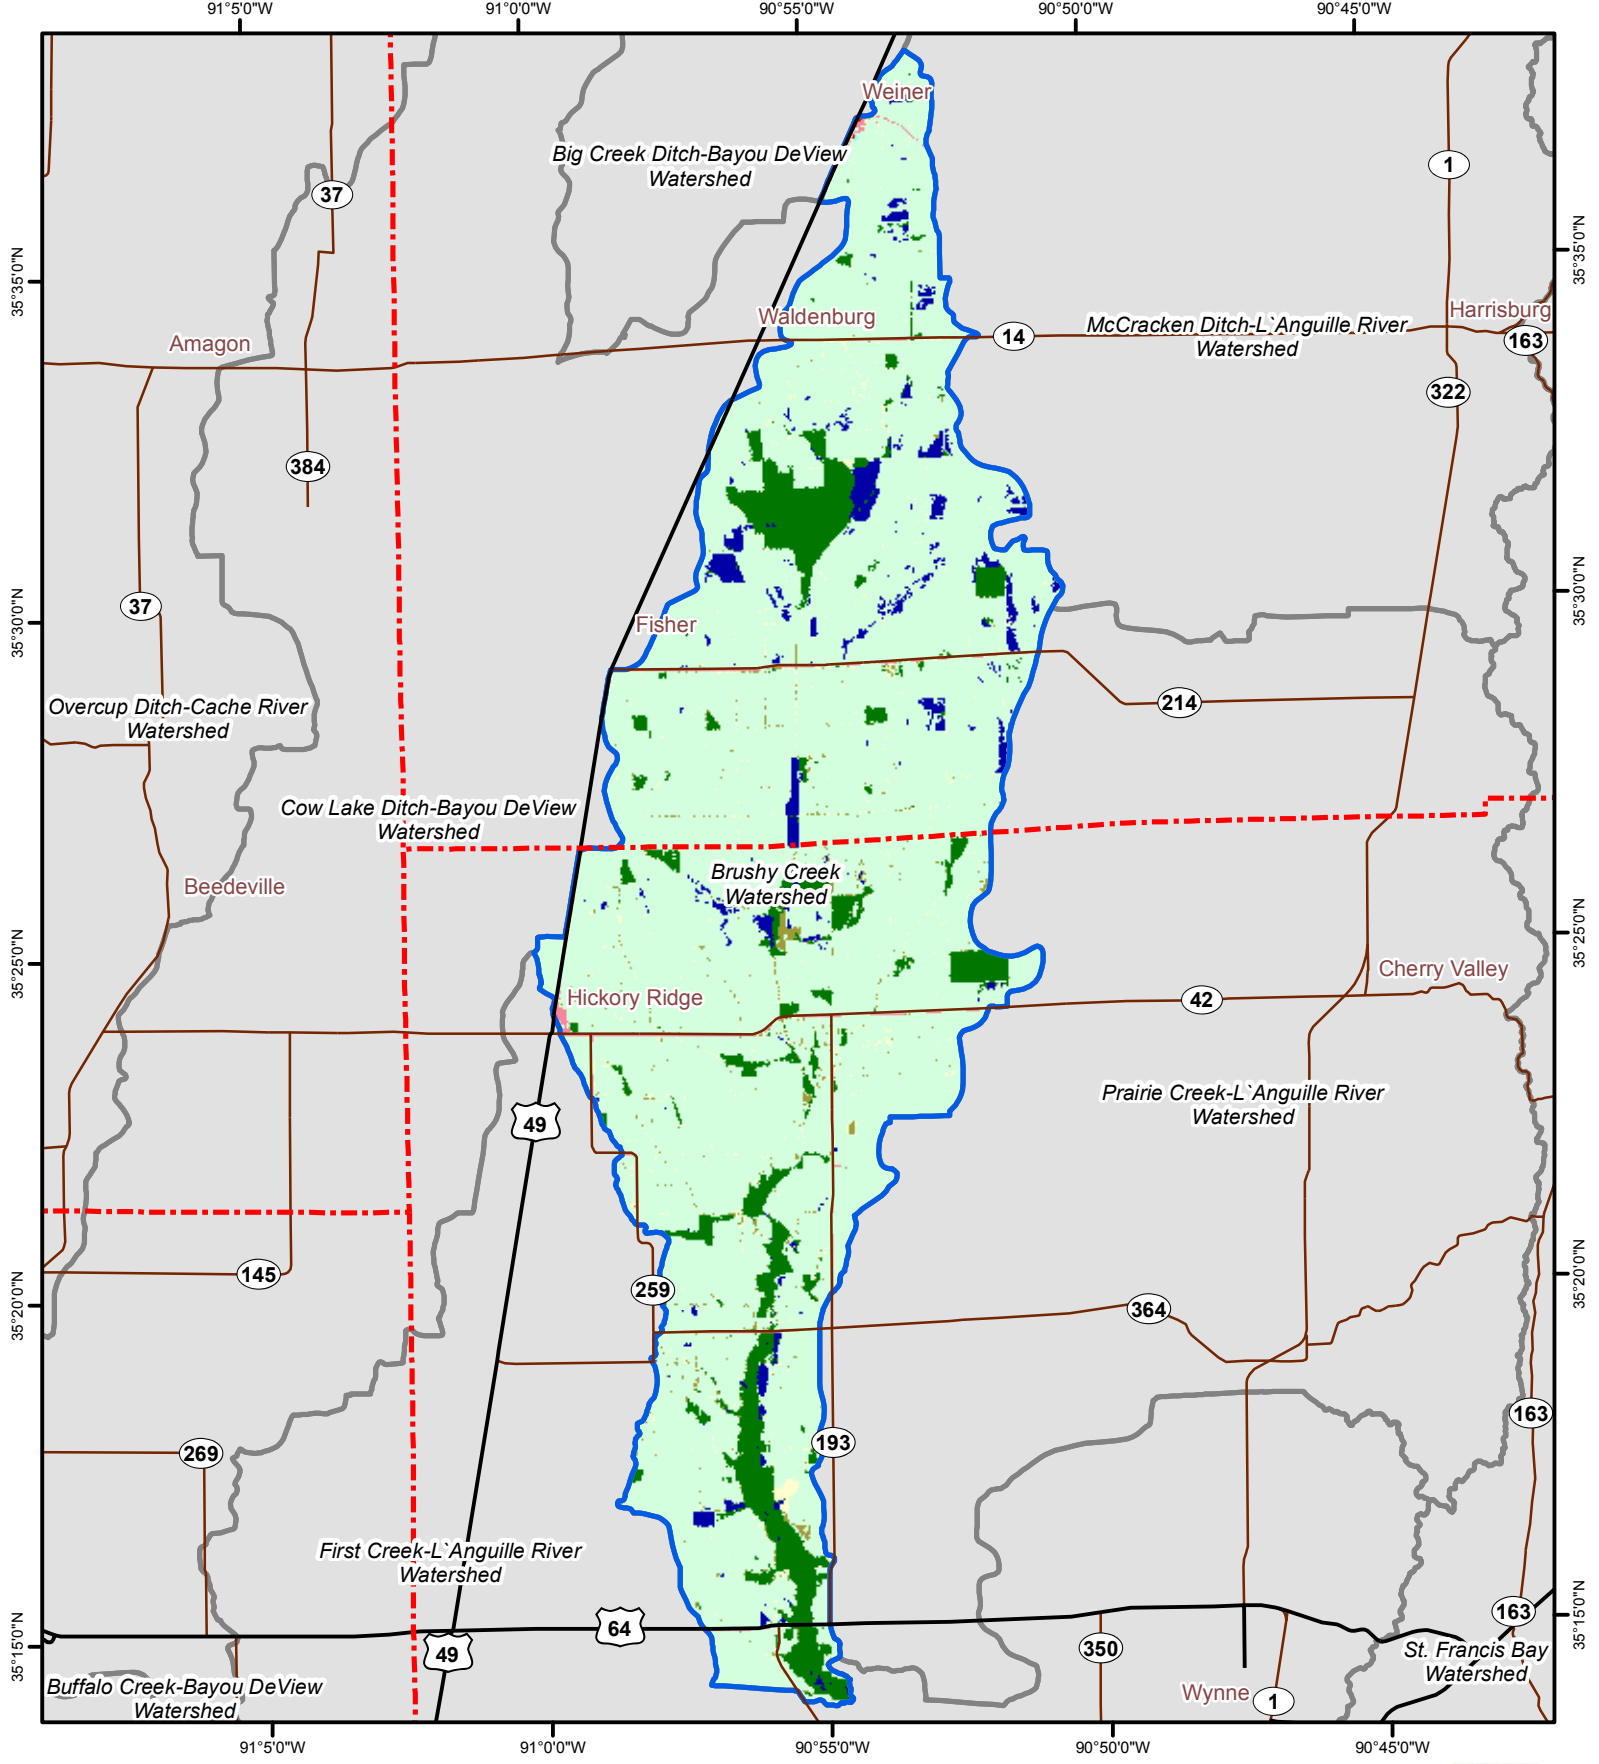 91°5'0"W
91°0'0"W
90°55'0"W
90°50'0"W
90°45'0"W
Weiner
Big Creek Ditch-Bayou DeView
Watershed
1
37
35°35'0"N
35°35'0"N
Waldenburg
Harrisburg
McCracken Ditch-L`Anguille River
Watershed
14
163
Amagon
322
384
37
35°30'0"N
35°30'0"N
Fisher
214
Overcup Ditch-Cache River
Watershed
Cow Lake Ditch-Bayou DeView
Watershed
Brushy Creek
Watershed
Beedeville
35°25'0"N
35°25'0"N
Cherry Valley
Hickory Ridge
42
Prairie Creek-L`Anguille River
Watershed
49
145
259
35°20'0"N
35°20'0"N
364
163
193
269
First Creek-L`Anguille River
Watershed
163
64
49
350
35°15'0"N
35°15'0"N
St. Francis Bay
Watershed
Buffalo Creek-Bayou DeView
Watershed
Wynne
1
91°5'0"W
91°0'0"W
90°55'0"W
90°50'0"W
90°45'0"W